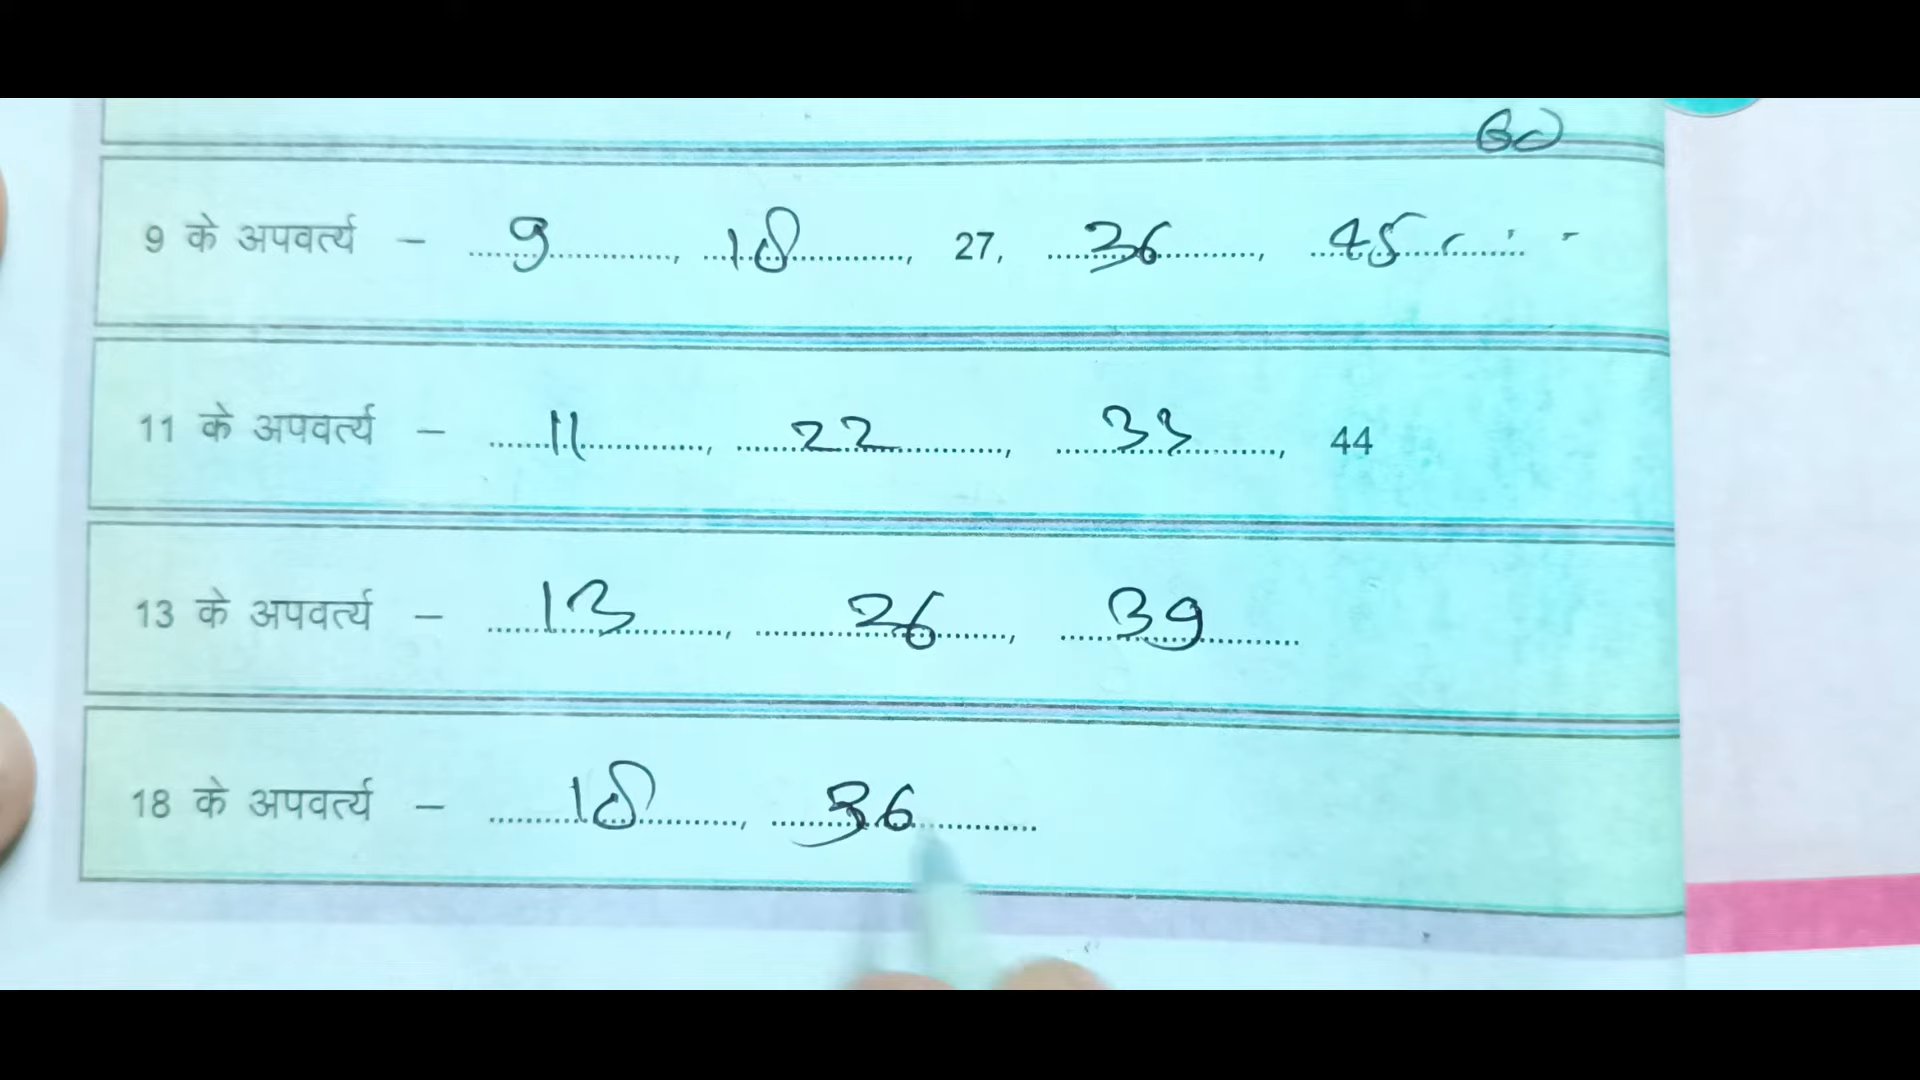 60
9 के अपवर्त्य – 9, 18, 27, 36, 45
11 के अपवर्त्य – 11, 22, 33, 44
13 के अपवर्त्य – 13, 26, 39
18 के अपवर्त्य – 18, 36